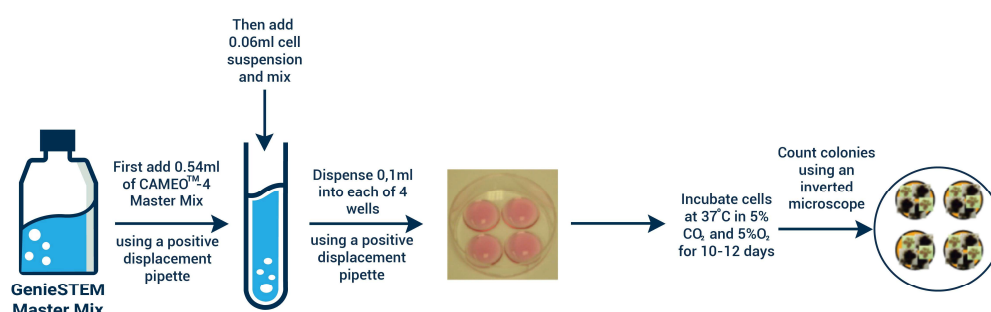 Then add
0.06ml cell
suspension
and mix
First add 0.54ml
of CAMEO™-4
Master Mix
using a positive
displacement
pipette
GenieSTEM
Master Mix
Dispense 0,1ml
into each of 4
wells
using a positive
displacement
pipette
Incubate cells
at 37°C in 5%
CO₂ and 5%O₂
for 10-12 days
Count colonies
using an
inverted
microscope